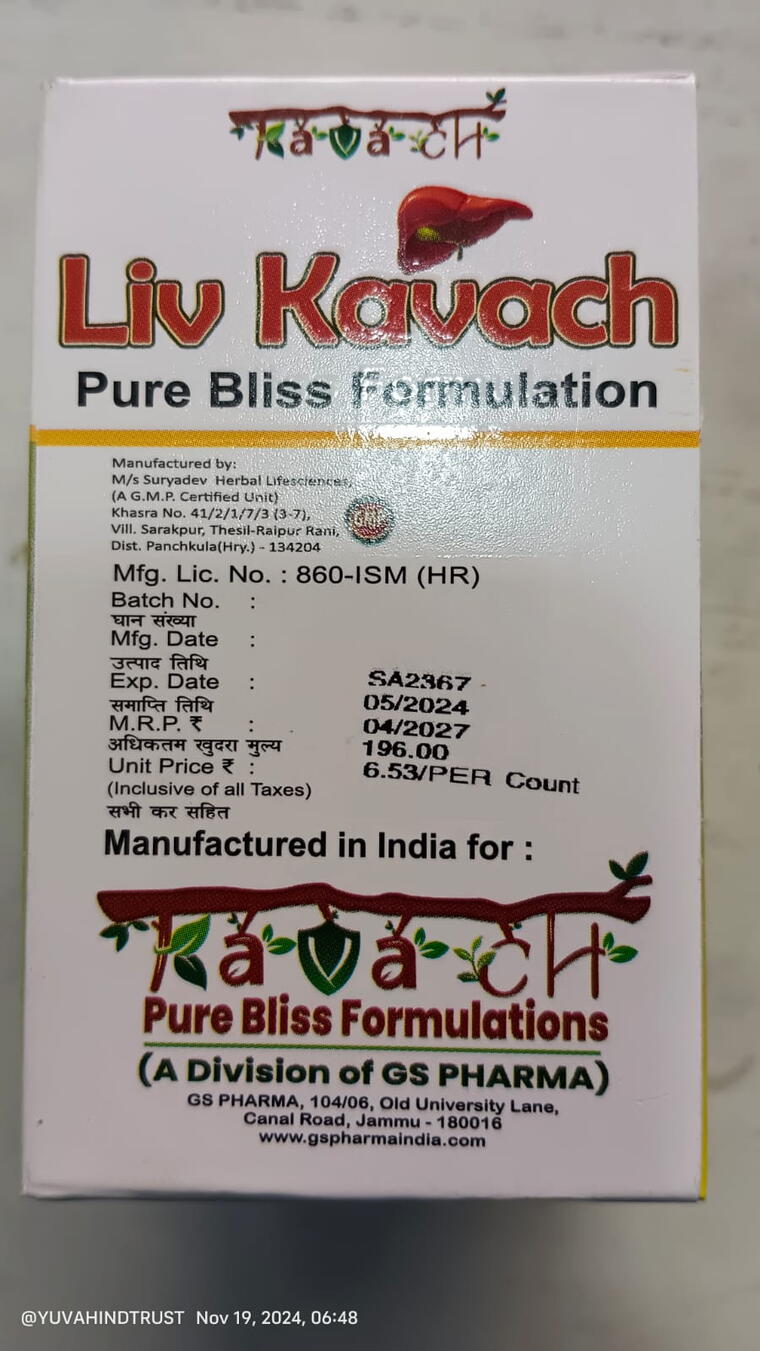 KavaCH
Liv Kavach
Pure Bliss Formulation
Manufactured by:
M/s Suryadev Herbal Lifesciences,
(A G.M.P. Certified Unit)
Khasra No. 41/2/1/7/3 (3-7),
GMP
Vill. Sarakpur, Thesil-Raipur Rani,
Dist. Panchkula(Hry.) - 134204
Mfg. Lic. No. : 860-ISM (HR)
Batch No. :
घान संख्या
Mfg. Date :
उत्पाद तिथि
Exp. Date : SA2367
समाप्ति तिथि 05/2024
M.R.P. ₹ : 04/2027
अधिकतम खुदरा मुल्य 196.00
Unit Price ₹ : 6.53/PER Count
(Inclusive of all Taxes)
सभी कर सहित
Manufactured in India for :
KavaCH
Pure Bliss Formulations
(A Division of GS PHARMA)
GS PHARMA, 104/06, Old University Lane,
Canal Road, Jammu - 180016
www.gspharmaindia.com
@YUVAHINDTRUST Nov 19, 2024, 06:48